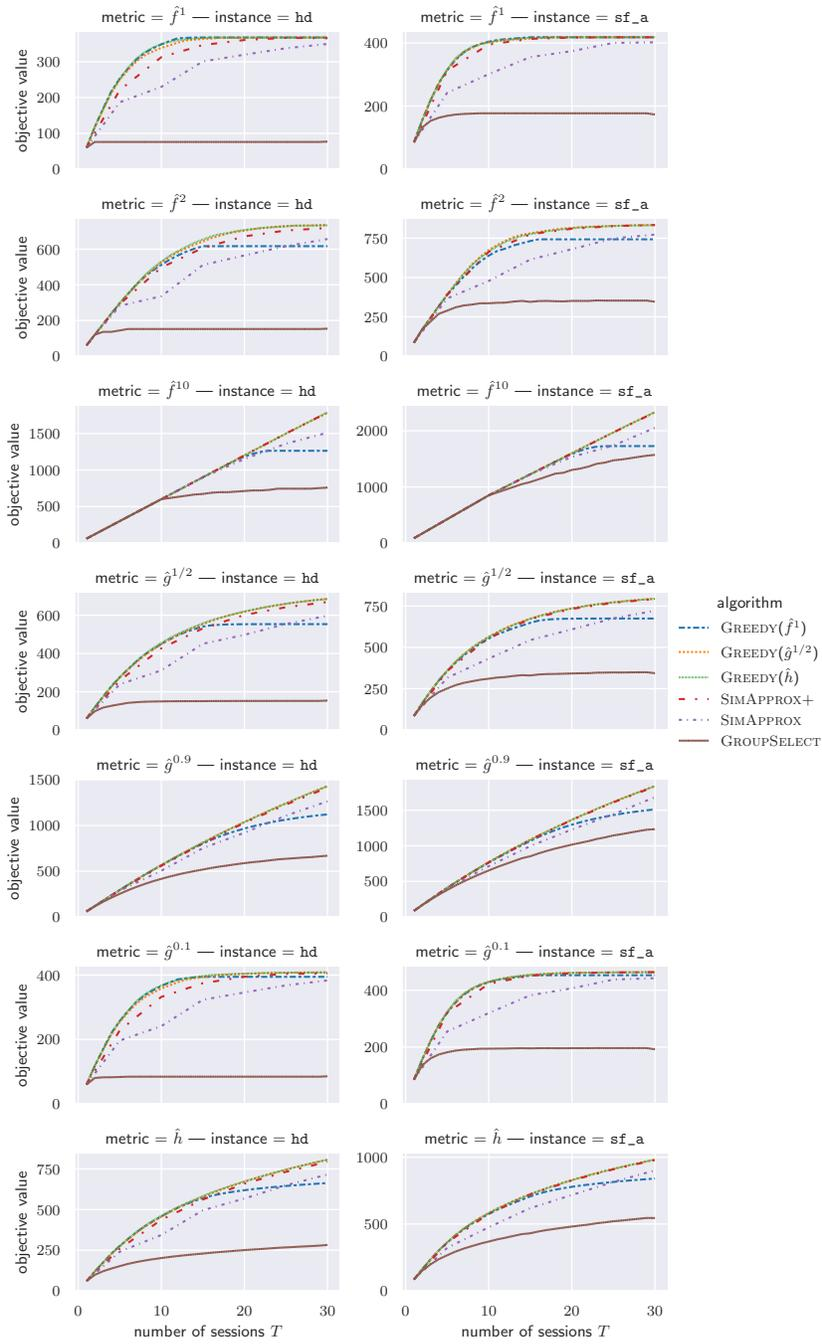 metric = f̂¹ — instance = hd
metric = f̂¹ — instance = sf_a
objective value
300
200
100
0
400
200
0
metric = f̂² — instance = hd
metric = f̂² — instance = sf_a
objective value
600
400
200
0
750
500
250
0
metric = f̂¹⁰ — instance = hd
metric = f̂¹⁰ — instance = sf_a
objective value
1500
1000
500
0
2000
1000
0
metric = ĝ^{1/2} — instance = hd
metric = ĝ^{1/2} — instance = sf_a
objective value
600
400
200
0
750
500
250
0
algorithm
GREEDY(f̂¹)
GREEDY(ĝ^{1/2})
GREEDY(ĥ)
SIMAPPROX+
SIMAPPROX
GROUPSELECT
metric = ĝ^{0.9} — instance = hd
metric = ĝ^{0.9} — instance = sf_a
objective value
1500
1000
500
0
1500
1000
500
0
metric = ĝ^{0.1} — instance = hd
metric = ĝ^{0.1} — instance = sf_a
objective value
400
200
0
400
200
0
metric = ĥ — instance = hd
metric = ĥ — instance = sf_a
objective value
750
500
250
0
1000
500
0
0 10 20 30
0 10 20 30
number of sessions T
number of sessions T